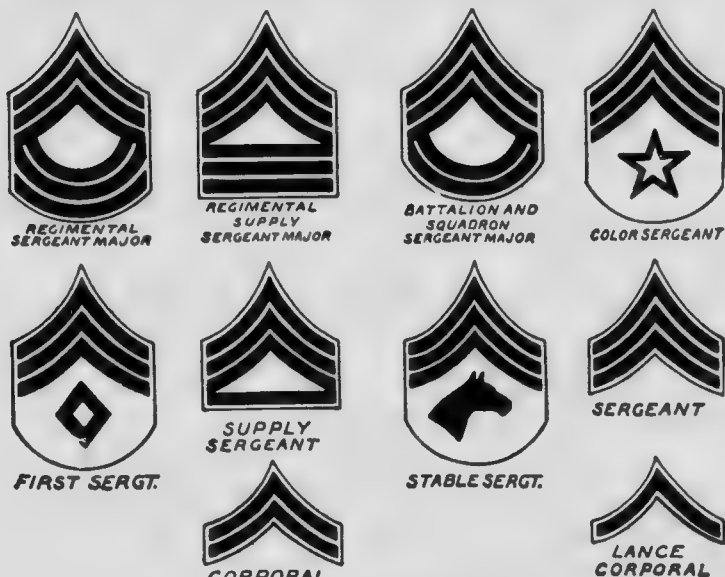 REGIMENTAL
SERGEANT MAJOR
REGIMENTAL
SUPPLY
SERGEANT MAJOR
BATTALION AND
SQUADRON
SERGEANT MAJOR
COLOR SERGEANT
FIRST SERGT.
SUPPLY
SERGEANT
STABLE SERGT.
SERGEANT
CORPORAL
LANCE
CORPORAL